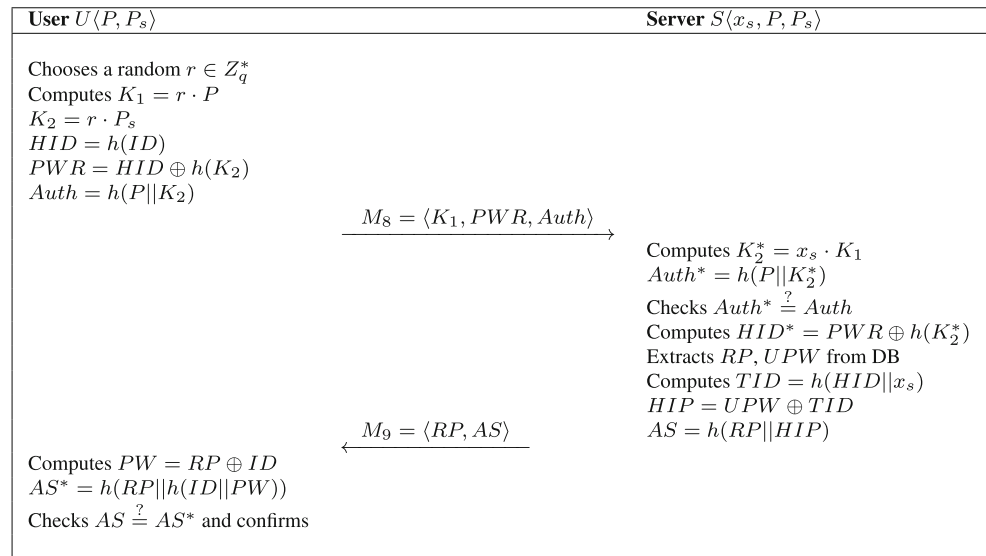 User U⟨P, P_s⟩
Server S⟨x_s, P, P_s⟩
Chooses a random r ∈ Z_q^*
Computes K_1 = r · P
K_2 = r · P_s
HID = h(ID)
PWR = HID ⊕ h(K_2)
Auth = h(P||K_2)
M_8 = ⟨K_1, PWR, Auth⟩
Computes K_2^* = x_s · K_1
Auth^* = h(P||K_2^*)
Checks Auth^* ≟ Auth
Computes HID^* = PWR ⊕ h(K_2^*)
Extracts RP, UPW from DB
Computes TID = h(HID||x_s)
HIP = UPW ⊕ TID
AS = h(RP||HIP)
M_9 = ⟨RP, AS⟩
Computes PW = RP ⊕ ID
AS^* = h(RP||h(ID||PW))
Checks AS ≟ AS^* and confirms